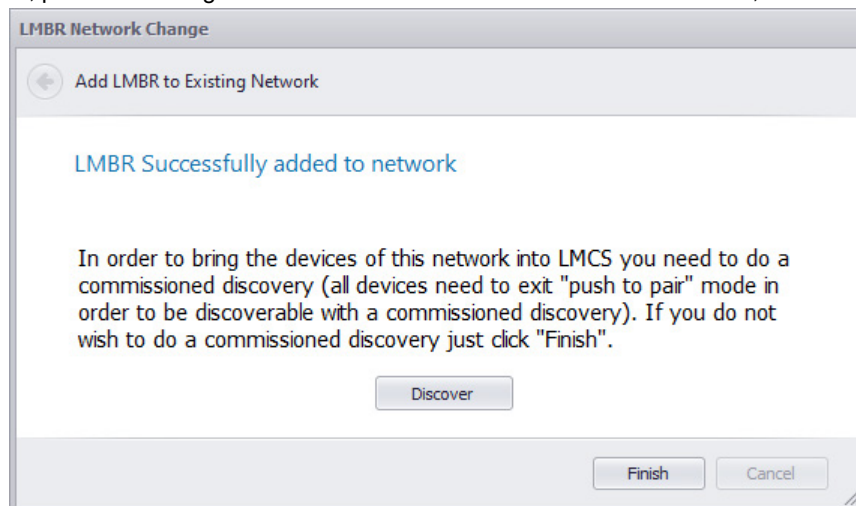 LMBR Network Change
Add LMBR to Existing Network
LMBR Successfully added to network
In order to bring the devices of this network into LMCS you need to do a
commissioned discovery (all devices need to exit "push to pair" mode in
order to be discoverable with a commissioned discovery). If you do not
wish to do a commissioned discovery just click "Finish".
Discover
Finish
Cancel